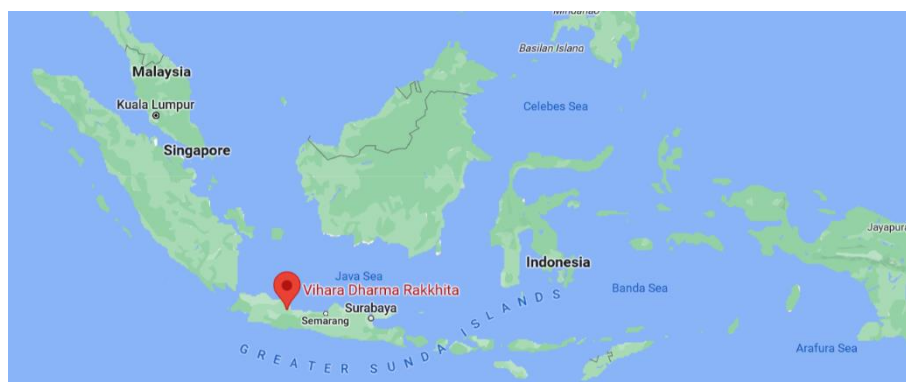 Mindanao
Basilan Island
Malaysia
Celebes Sea
Kuala Lumpur
Singapore
Jayapura
Indonesia
Java Sea
Vihara Dharma Rakkhita
Banda Sea
Surabaya
Semarang
GREATER SUNDA ISLANDS
Arafura Sea